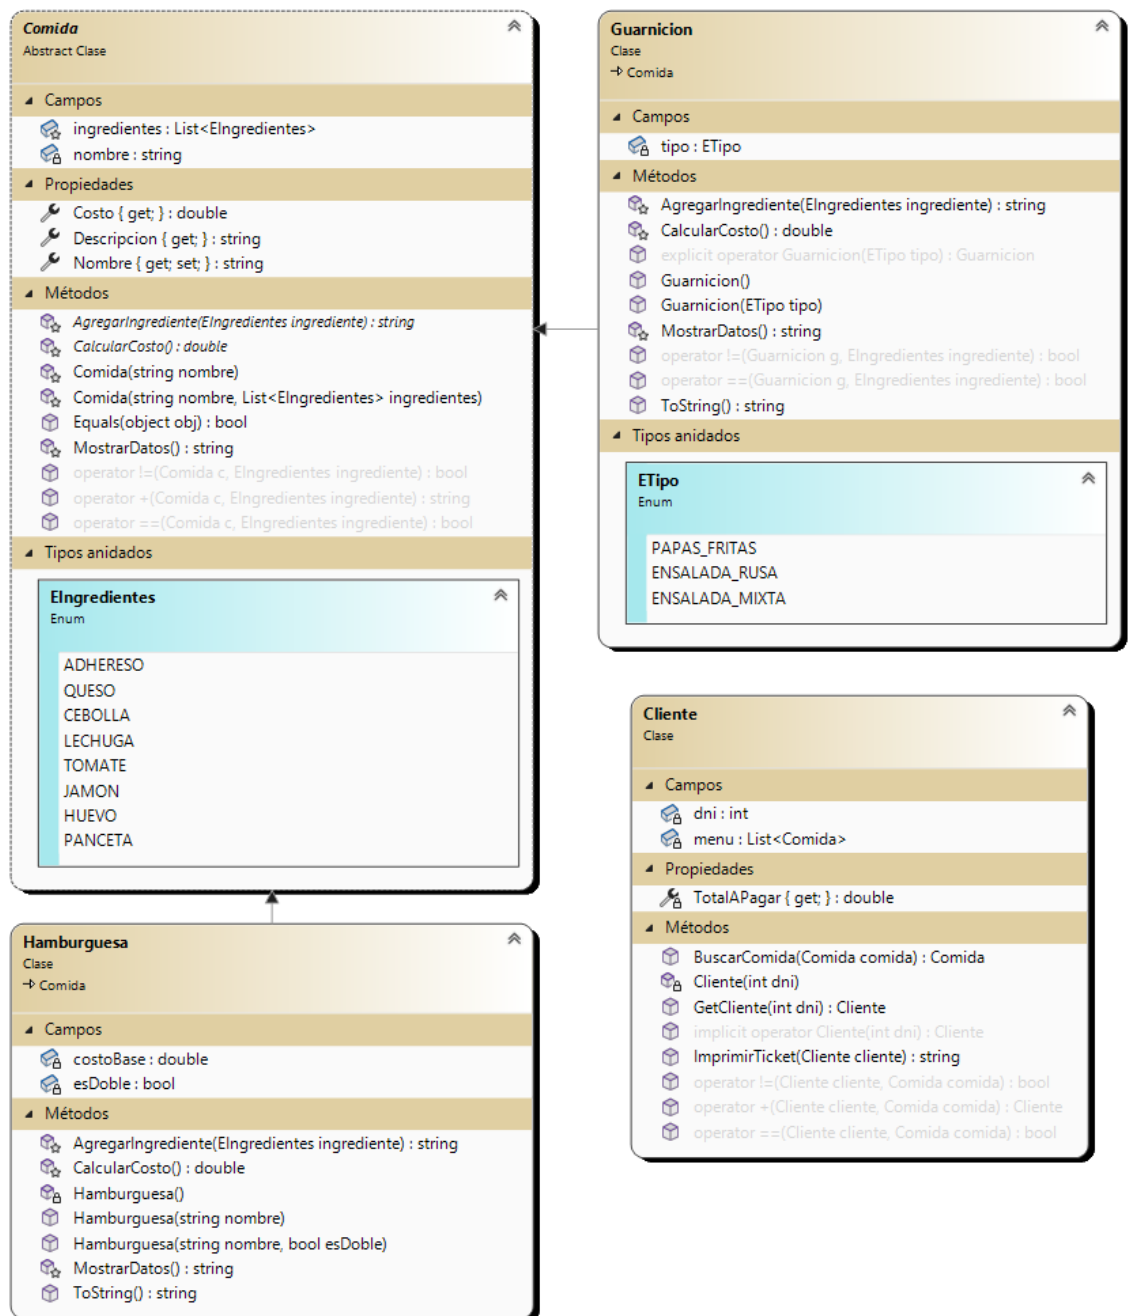 Comida
Abstract Clase
Campos
ingredientes : List<EIngredientes>
nombre : string
Propiedades
Costo { get; } : double
Descripcion { get; } : string
Nombre { get; set; } : string
Métodos
AgregarIngrediente(EIngredientes ingrediente) : string
CalcularCosto() : double
Comida(string nombre)
Comida(string nombre, List<EIngredientes> ingredientes)
Equals(object obj) : bool
MostrarDatos() : string
operator !=(Comida c, EIngredientes ingrediente) : bool
operator +(Comida c, EIngredientes ingrediente) : string
operator ==(Comida c, EIngredientes ingrediente) : bool
Tipos anidados
EIngredientes
Enum
ADHERESO
QUESO
CEBOLLA
LECHUGA
TOMATE
JAMON
HUEVO
PANCETA
Guarnicion
Clase
Comida
Campos
tipo : ETipo
Métodos
AgregarIngrediente(EIngredientes ingrediente) : string
CalcularCosto() : double
explicit operator Guarnicion(ETipo tipo) : Guarnicion
Guarnicion()
Guarnicion(ETipo tipo)
MostrarDatos() : string
operator !=(Guarnicion g, EIngredientes ingrediente) : bool
operator ==(Guarnicion g, EIngredientes ingrediente) : bool
ToString() : string
Tipos anidados
ETipo
Enum
PAPAS_FRITAS
ENSALADA_RUSA
ENSALADA_MIXTA
Cliente
Clase
Campos
dni : int
menu : List<Comida>
Propiedades
TotalAPagar { get; } : double
Métodos
BuscarComida(Comida comida) : Comida
Cliente(int dni)
GetCliente(int dni) : Cliente
implicit operator Cliente(int dni) : Cliente
ImprimirTicket(Cliente cliente) : string
operator !=(Cliente cliente, Comida comida) : bool
operator +(Cliente cliente, Comida comida) : Cliente
operator ==(Cliente cliente, Comida comida) : bool
Hamburguesa
Clase
Comida
Campos
costoBase : double
esDoble : bool
Métodos
AgregarIngrediente(EIngredientes ingrediente) : string
CalcularCosto() : double
Hamburguesa()
Hamburguesa(string nombre)
Hamburguesa(string nombre, bool esDoble)
MostrarDatos() : string
ToString() : string